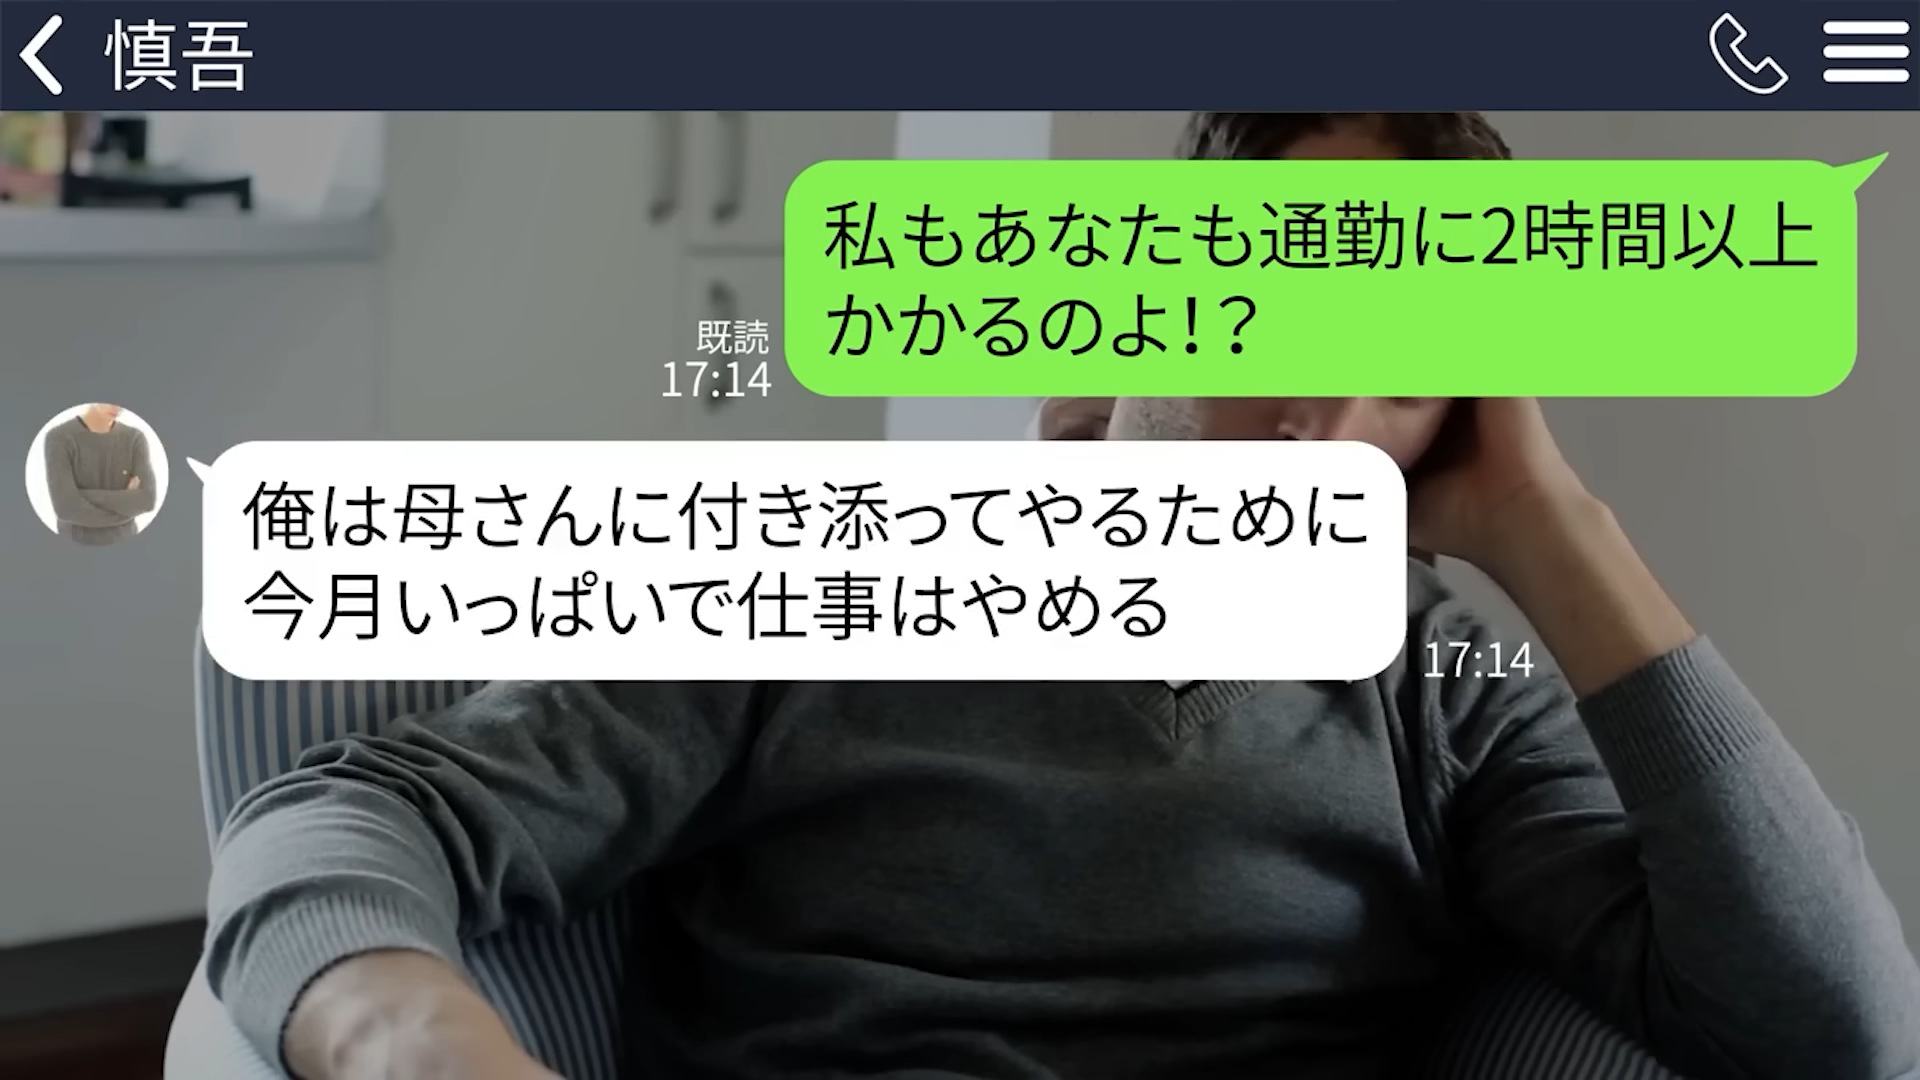 慎吾
私もあなたも通勤に2時間以上
かかるのよ！？
既読
17:14
俺は母さんに付き添ってやるために
今月いっぱいで仕事はやめる
17:14